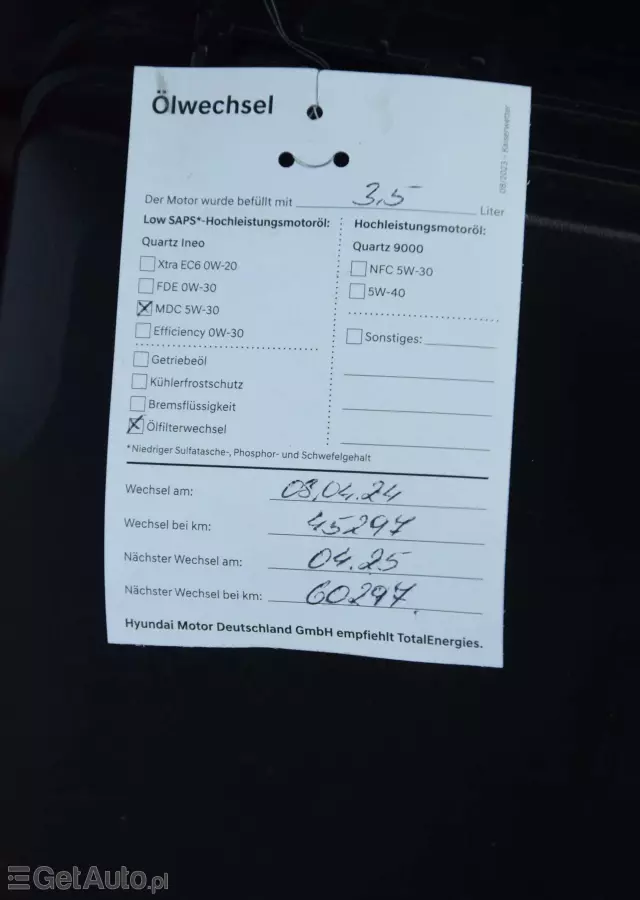 Ölwechsel
08/2023 - Kaiserwetter
Der Motor wurde befüllt mit 3,5 Liter
Low SAPS*-Hochleistungsmotoröl:
Quartz Ineo
Xtra EC6 0W-20
FDE 0W-30
MDC 5W-30
Efficiency 0W-30
Getriebeöl
Kühlerfrostschutz
Bremsflüssigkeit
Ölfilterwechsel
Hochleistungsmotoröl:
Quartz 9000
NFC 5W-30
5W-40
Sonstiges:
*Niedriger Sulfatasche-, Phosphor- und Schwefelgehalt
Wechsel am: 03.04.24
Wechsel bei km: 45297
Nächster Wechsel am: 04.25
Nächster Wechsel bei km: 60297
Hyundai Motor Deutschland GmbH empfiehlt TotalEnergies.
GetAuto.pl